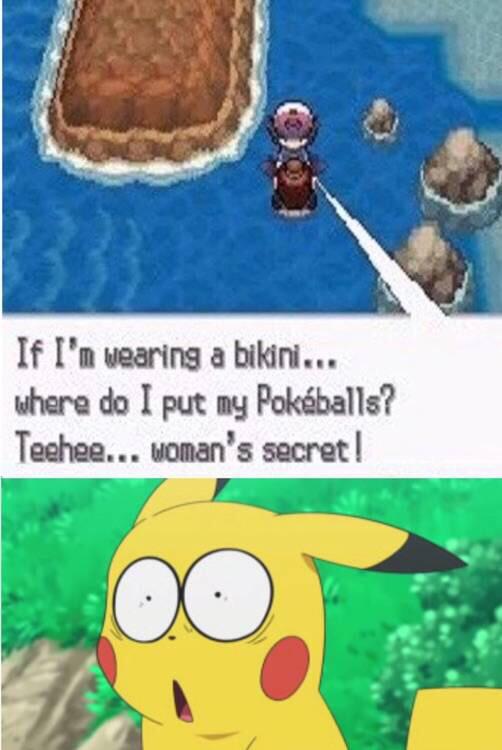 If I'm wearing a bikini...
where do I put my Pokéballs?
Teehee... woman's secret!